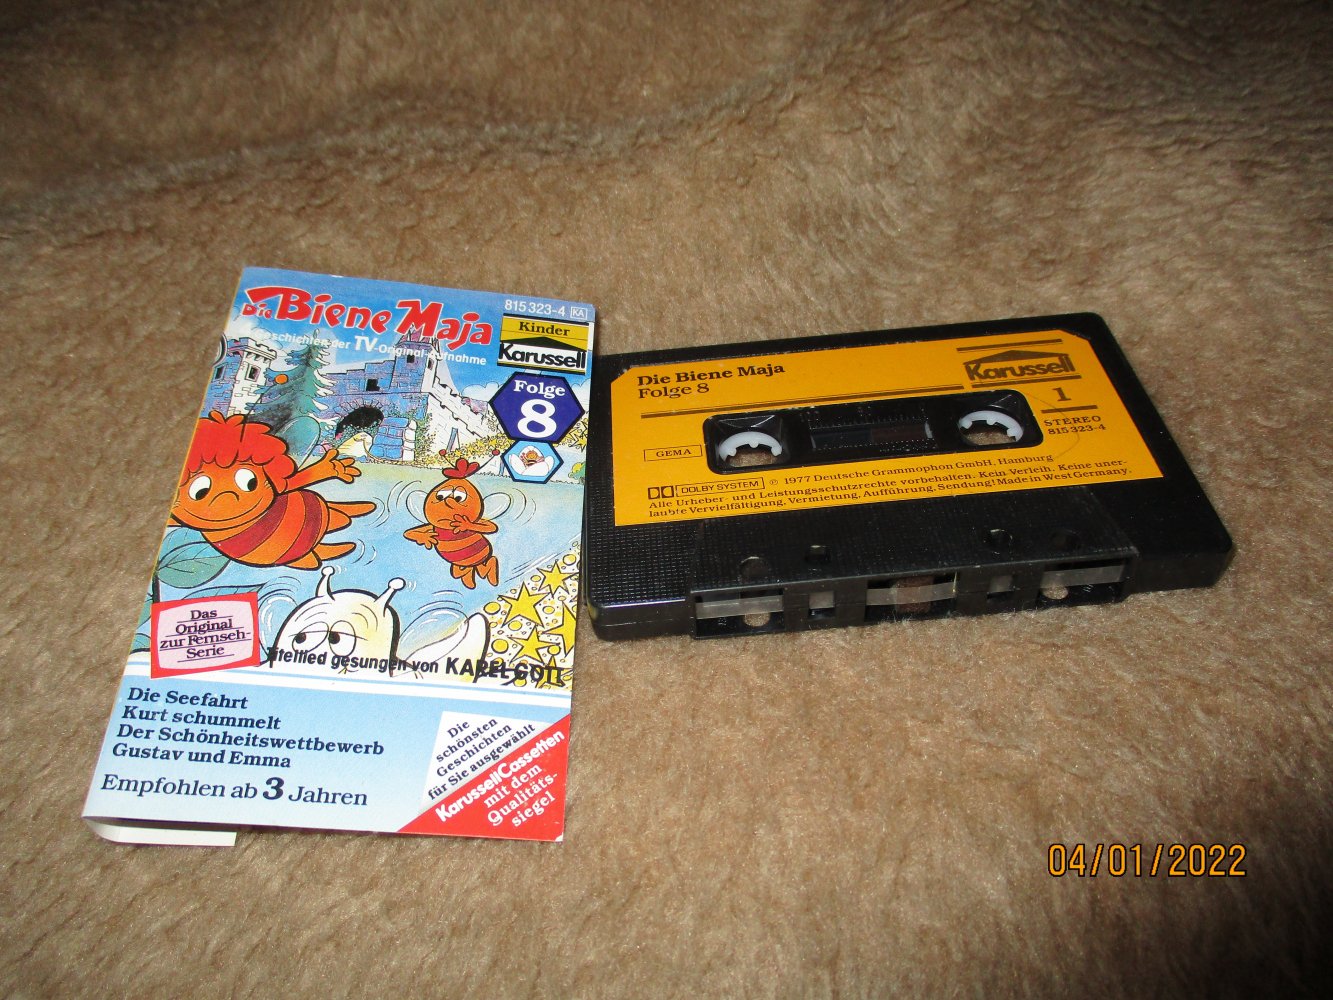 Die Biene Maja
815 323-4 KA
Geschichten der TV-Original-Aufnahme
Kinder
Karussell
Folge
8
Das
Original
zur Fernseh-
Serie
Titellied gesungen von KAREL GOTT
Die Seefahrt
Kurt schummelt
Der Schönheitswettbewerb
Gustav und Emma
Empfohlen ab 3 Jahren
Die
schönsten
Geschichten
für Sie ausgewählt
Karussell Cassetten
mit dem
Qualitäts-
siegel
Die Biene Maja
Folge 8
Karussell
1
STEREO
815 323-4
GEMA
DOLBY SYSTEM ℗ 1977 Deutsche Grammophon GmbH, Hamburg
Alle Urheber- und Leistungsschutzrechte vorbehalten. Kein Verleih. Keine uner-
laubte Vervielfältigung, Vermietung, Aufführung, Sendung! Made in West Germany.
04/01/2022